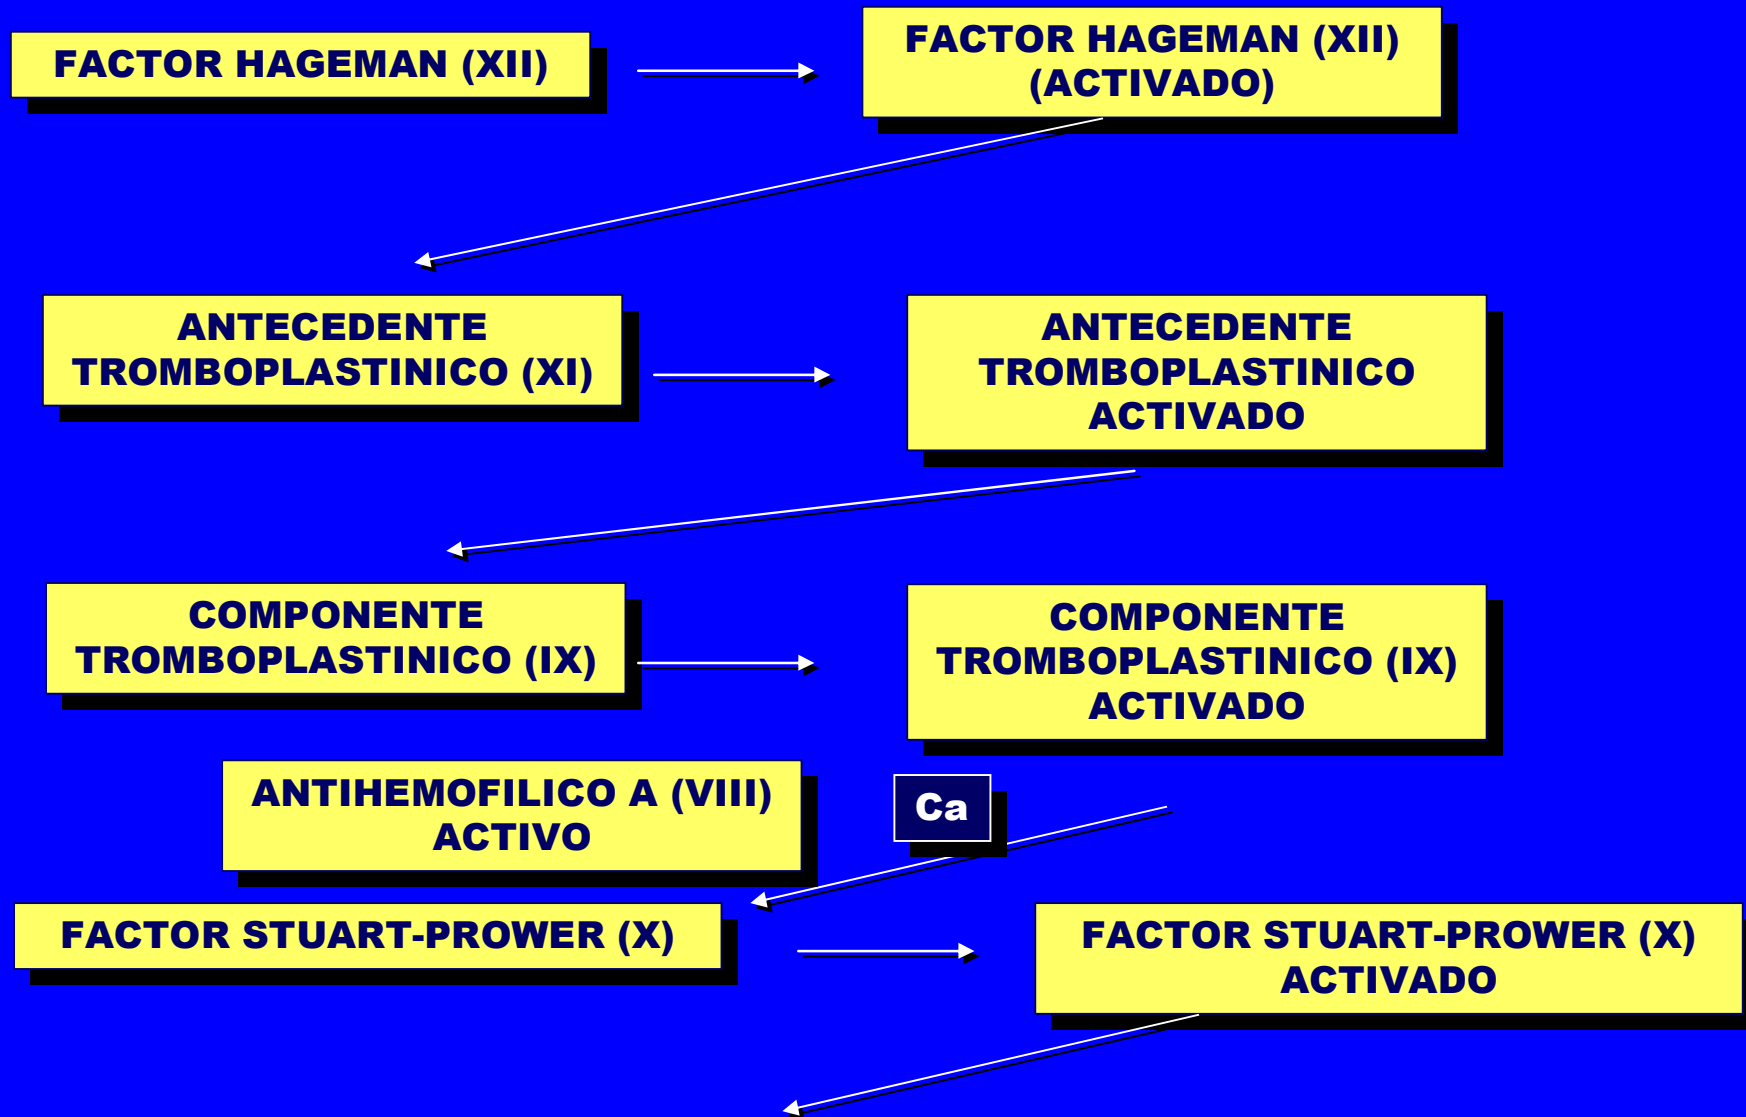 FACTOR HAGEMAN (XII)
FACTOR HAGEMAN (XII)
(ACTIVADO)
ANTECEDENTE
TROMBOPLASTINICO (XI)
ANTECEDENTE
TROMBOPLASTINICO
ACTIVADO
COMPONENTE
TROMBOPLASTINICO (IX)
COMPONENTE
TROMBOPLASTINICO (IX)
ACTIVADO
ANTIHEMOFILICO A (VIII)
ACTIVO
Ca
FACTOR STUART-PROWER (X)
FACTOR STUART-PROWER (X)
ACTIVADO